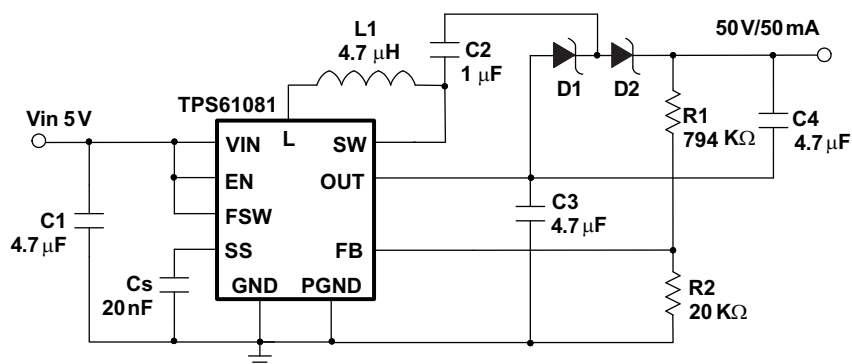 L1
4.7 µH
C2
1 µF
50V/50mA
D1
D2
TPS61081
Vin 5V
VIN
L
SW
EN
OUT
FSW
SS
FB
GND
PGND
R1
794 KΩ
C4
4.7 µF
C1
4.7 µF
C3
4.7 µF
Cs
20nF
R2
20 KΩ